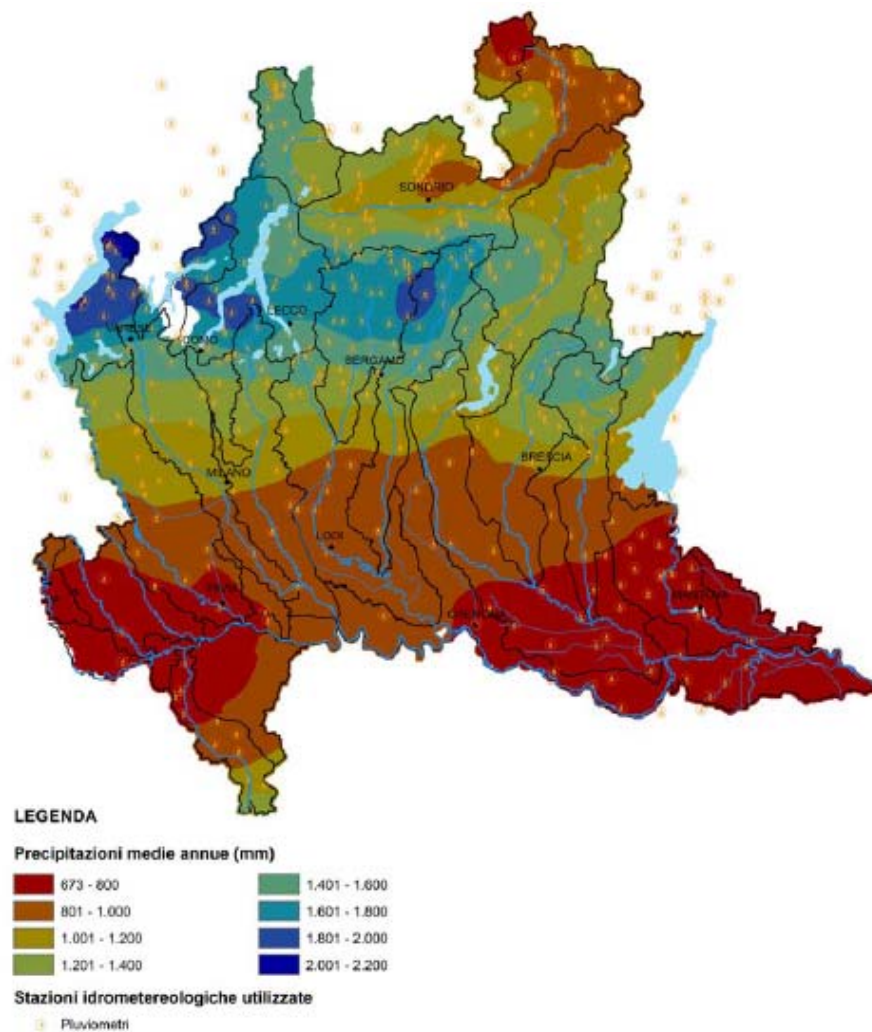 SONDRIO
LECCO
VARESE
COMO
BERGAMO
BRESCIA
MILANO
LODI
PAVIA
CREMONA
MANTOVA
LEGENDA
Precipitazioni medie annue (mm)
673 - 800
801 - 1.000
1.001 - 1.200
1.201 - 1.400
1.401 - 1.600
1.601 - 1.800
1.801 - 2.000
2.001 - 2.200
Stazioni idrometereologiche utilizzate
Pluviometri